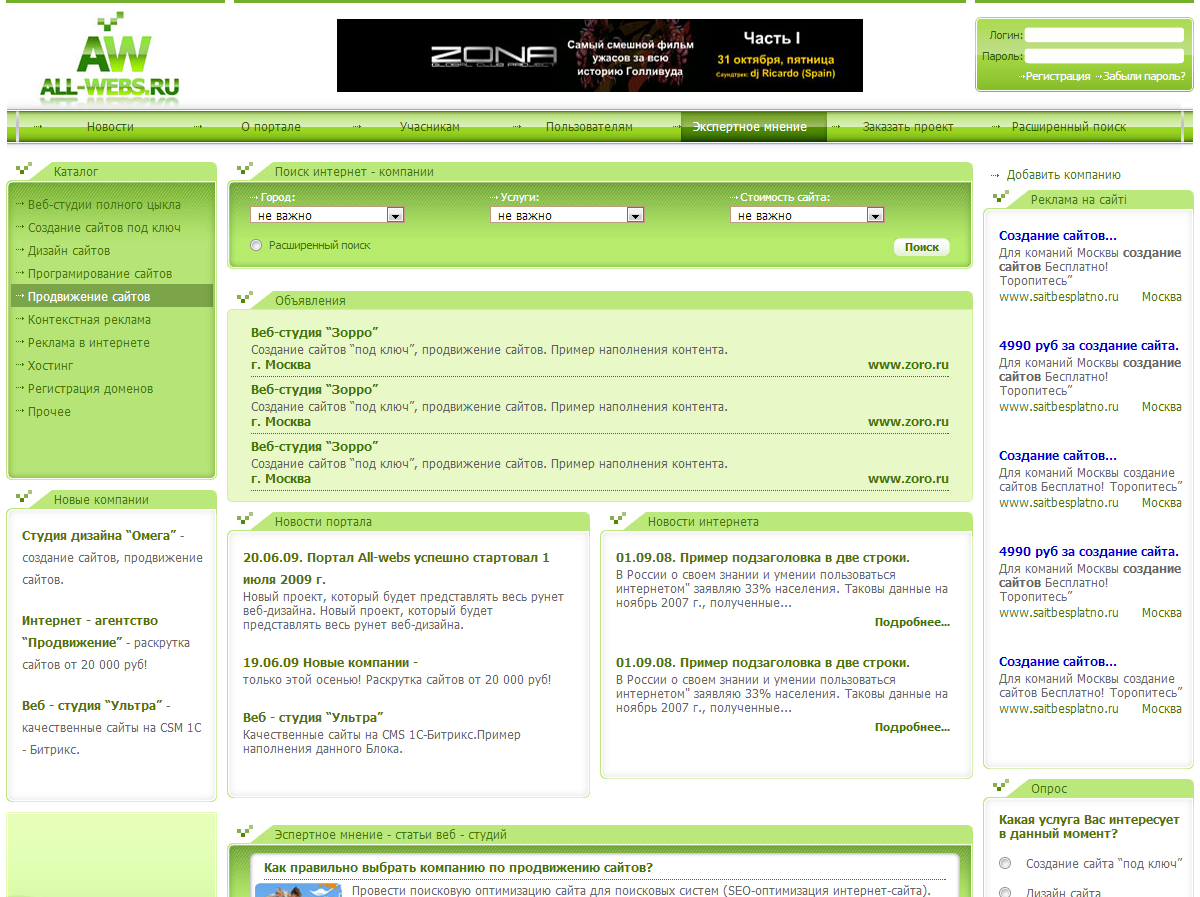 AW
ALL-WEBS.RU
ZONA
GLOBAL CLUB PROJECT
Самый смешной фильм
ужасов за всю
историю Голливуда
Часть I
31 октября, пятница
Саундтрек: dj Ricardo (Spain)
Логин:
Пароль:
Регистрация Забыли пароль?
Новости О портале Учасникам Пользователям Экспертное мнение Заказать проект Расширенный поиск
Каталог
Веб-студии полного цыкла
Создание сайтов под ключ
Дизайн сайтов
Програмирование сайтов
Продвижение сайтов
Контекстная реклама
Реклама в интернете
Хостинг
Регистрация доменов
Прочее
Новые компании
Студия дизайна “Омега” -
создание сайтов, продвижение
сайтов.
Интернет - агентство
“Продвижение” - раскрутка
сайтов от 20 000 руб!
Веб - студия “Ультра” -
качественные сайты на CSM 1С
- Битрикс.
Поиск интернет - компании
Город: Услуги: Стоимость сайта:
не важно не важно не важно
Расширенный поиск Поиск
Объявления
Веб-студия “Зорро”
Создание сайтов “под ключ”, продвижение сайтов. Пример наполнения контента.
г. Москва www.zoro.ru
Веб-студия “Зорро”
Создание сайтов “под ключ”, продвижение сайтов. Пример наполнения контента.
г. Москва www.zoro.ru
Веб-студия “Зорро”
Создание сайтов “под ключ”, продвижение сайтов. Пример наполнения контента.
г. Москва www.zoro.ru
Новости портала
20.06.09. Портал All-webs успешно стартовал 1
июля 2009 г.
Новый проект, который будет представлять весь рунет
веб-дизайна. Новый проект, который будет
представлять весь рунет веб-дизайна.
19.06.09 Новые компании -
только этой осенью! Раскрутка сайтов от 20 000 руб!
Веб - студия “Ультра”
Качественные сайты на CMS 1С-Битрикс.Пример
наполнения данного Блока.
Новости интернета
01.09.08. Пример подзаголовка в две строки.
В России о своем знании и умении пользоваться
интернетом" заявляю 33% населения. Таковы данные на
ноябрь 2007 г., полученные...
Подробнее...
01.09.08. Пример подзаголовка в две строки.
В России о своем знании и умении пользоваться
интернетом" заявляю 33% населения. Таковы данные на
ноябрь 2007 г., полученные...
Подробнее...
Эспертное мнение - статьи веб - студий
Как правильно выбрать компанию по продвижению сайтов?
Провести поисковую оптимизацию сайта для поисковых систем (SEO-оптимизация интернет-сайта).
Добавить компанию
Реклама на сайті
Создание сайтов...
Для команий Москвы создание
сайтов Бесплатно!
Торопитесь”
www.saitbesplatno.ru Москва
4990 руб за создание сайта.
Для команий Москвы создание
сайтов Бесплатно!
Торопитесь”
www.saitbesplatno.ru Москва
Создание сайтов...
Для команий Москвы создание
сайтов Бесплатно! Торопитесь”
www.saitbesplatno.ru Москва
4990 руб за создание сайта.
Для команий Москвы создание
сайтов Бесплатно!
Торопитесь”
www.saitbesplatno.ru Москва
Создание сайтов...
Для команий Москвы создание
сайтов Бесплатно! Торопитесь”
www.saitbesplatno.ru Москва
Опрос
Какая услуга Вас интересует
в данный момент?
Создание сайта “под ключ”
Дизайн сайта